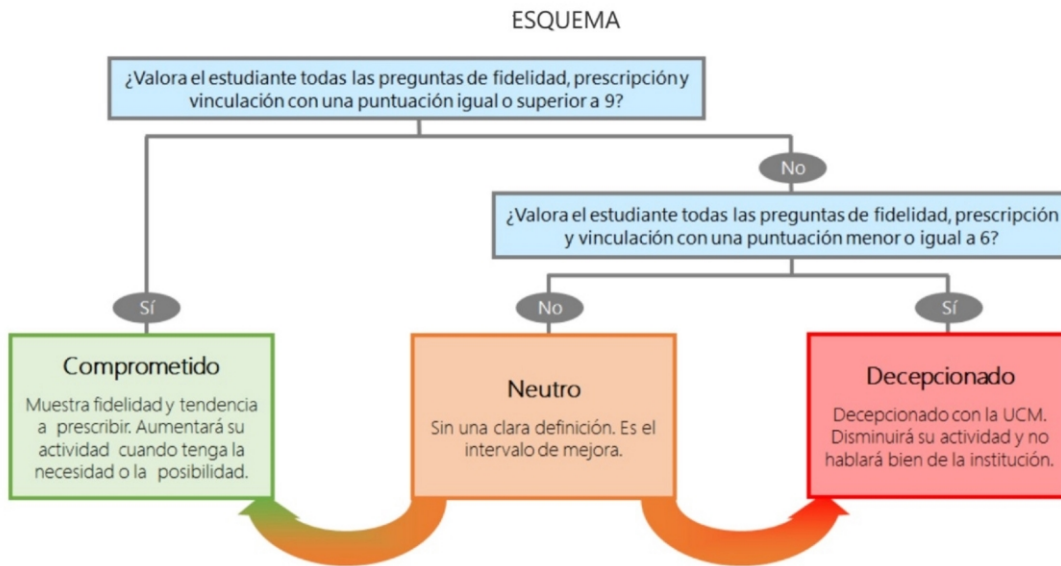 ESQUEMA
¿Valora el estudiante todas las preguntas de fidelidad, prescripción y
vinculación con una puntuación igual o superior a 9?
No
¿Valora el estudiante todas las preguntas de fidelidad, prescripción
y vinculación con una puntuación menor o igual a 6?
Sí
No
Sí
Comprometido
Muestra fidelidad y tendencia
a prescribir. Aumentará su
actividad cuando tenga la
necesidad o la posibilidad.
Neutro
Sin una clara definición. Es el
intervalo de mejora.
Decepcionado
Decepcionado con la UCM.
Disminuirá su actividad y no
hablará bien de la institución.